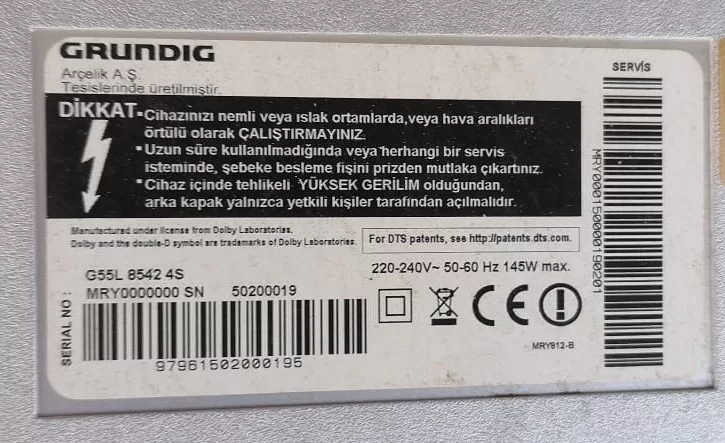 GRUNDIG
Arçelik A.Ş.
Tesislerinde üretilmiştir.
SERVİS
DİKKAT
•Cihazınızı nemli veya ıslak ortamlarda,veya hava aralıkları
örtülü olarak ÇALIŞTIRMAYINIZ.
•Uzun süre kullanılmadığında veya herhangi bir servis
isteminde, şebeke besleme fişini prizden mutlaka çıkartınız.
•Cihaz içinde tehlikeli YÜKSEK GERİLİM olduğundan,
arka kapak yalnızca yetkili kişiler tarafından açılmalıdır.
Manufactured under license from Dolby Laboratories.
Dolby and the double-D symbol are trademarks of Dolby Laboratories.
For DTS patents, see http://patents.dts.com.
G55L 8542 4S
220-240V~ 50-60 Hz 145W max.
MRY0000000 SN 50200019
SERIAL NO :
97961502000195
CE
MRY812-B
MRY000150000190201